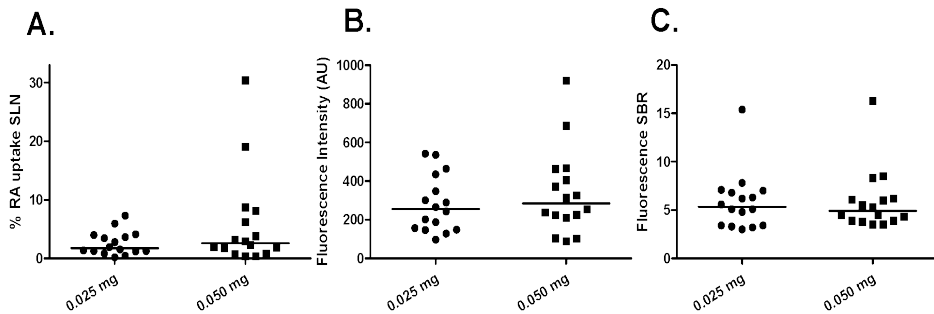 A.
B.
C.
% RA uptake SLN
30
20
10
0
0.025 mg
0.050 mg
Fluorescence Intensity (AU)
1000
800
600
400
200
0
0.025 mg
0.050 mg
Fluorescence SBR
20
15
10
5
0
0.025 mg
0.050 mg